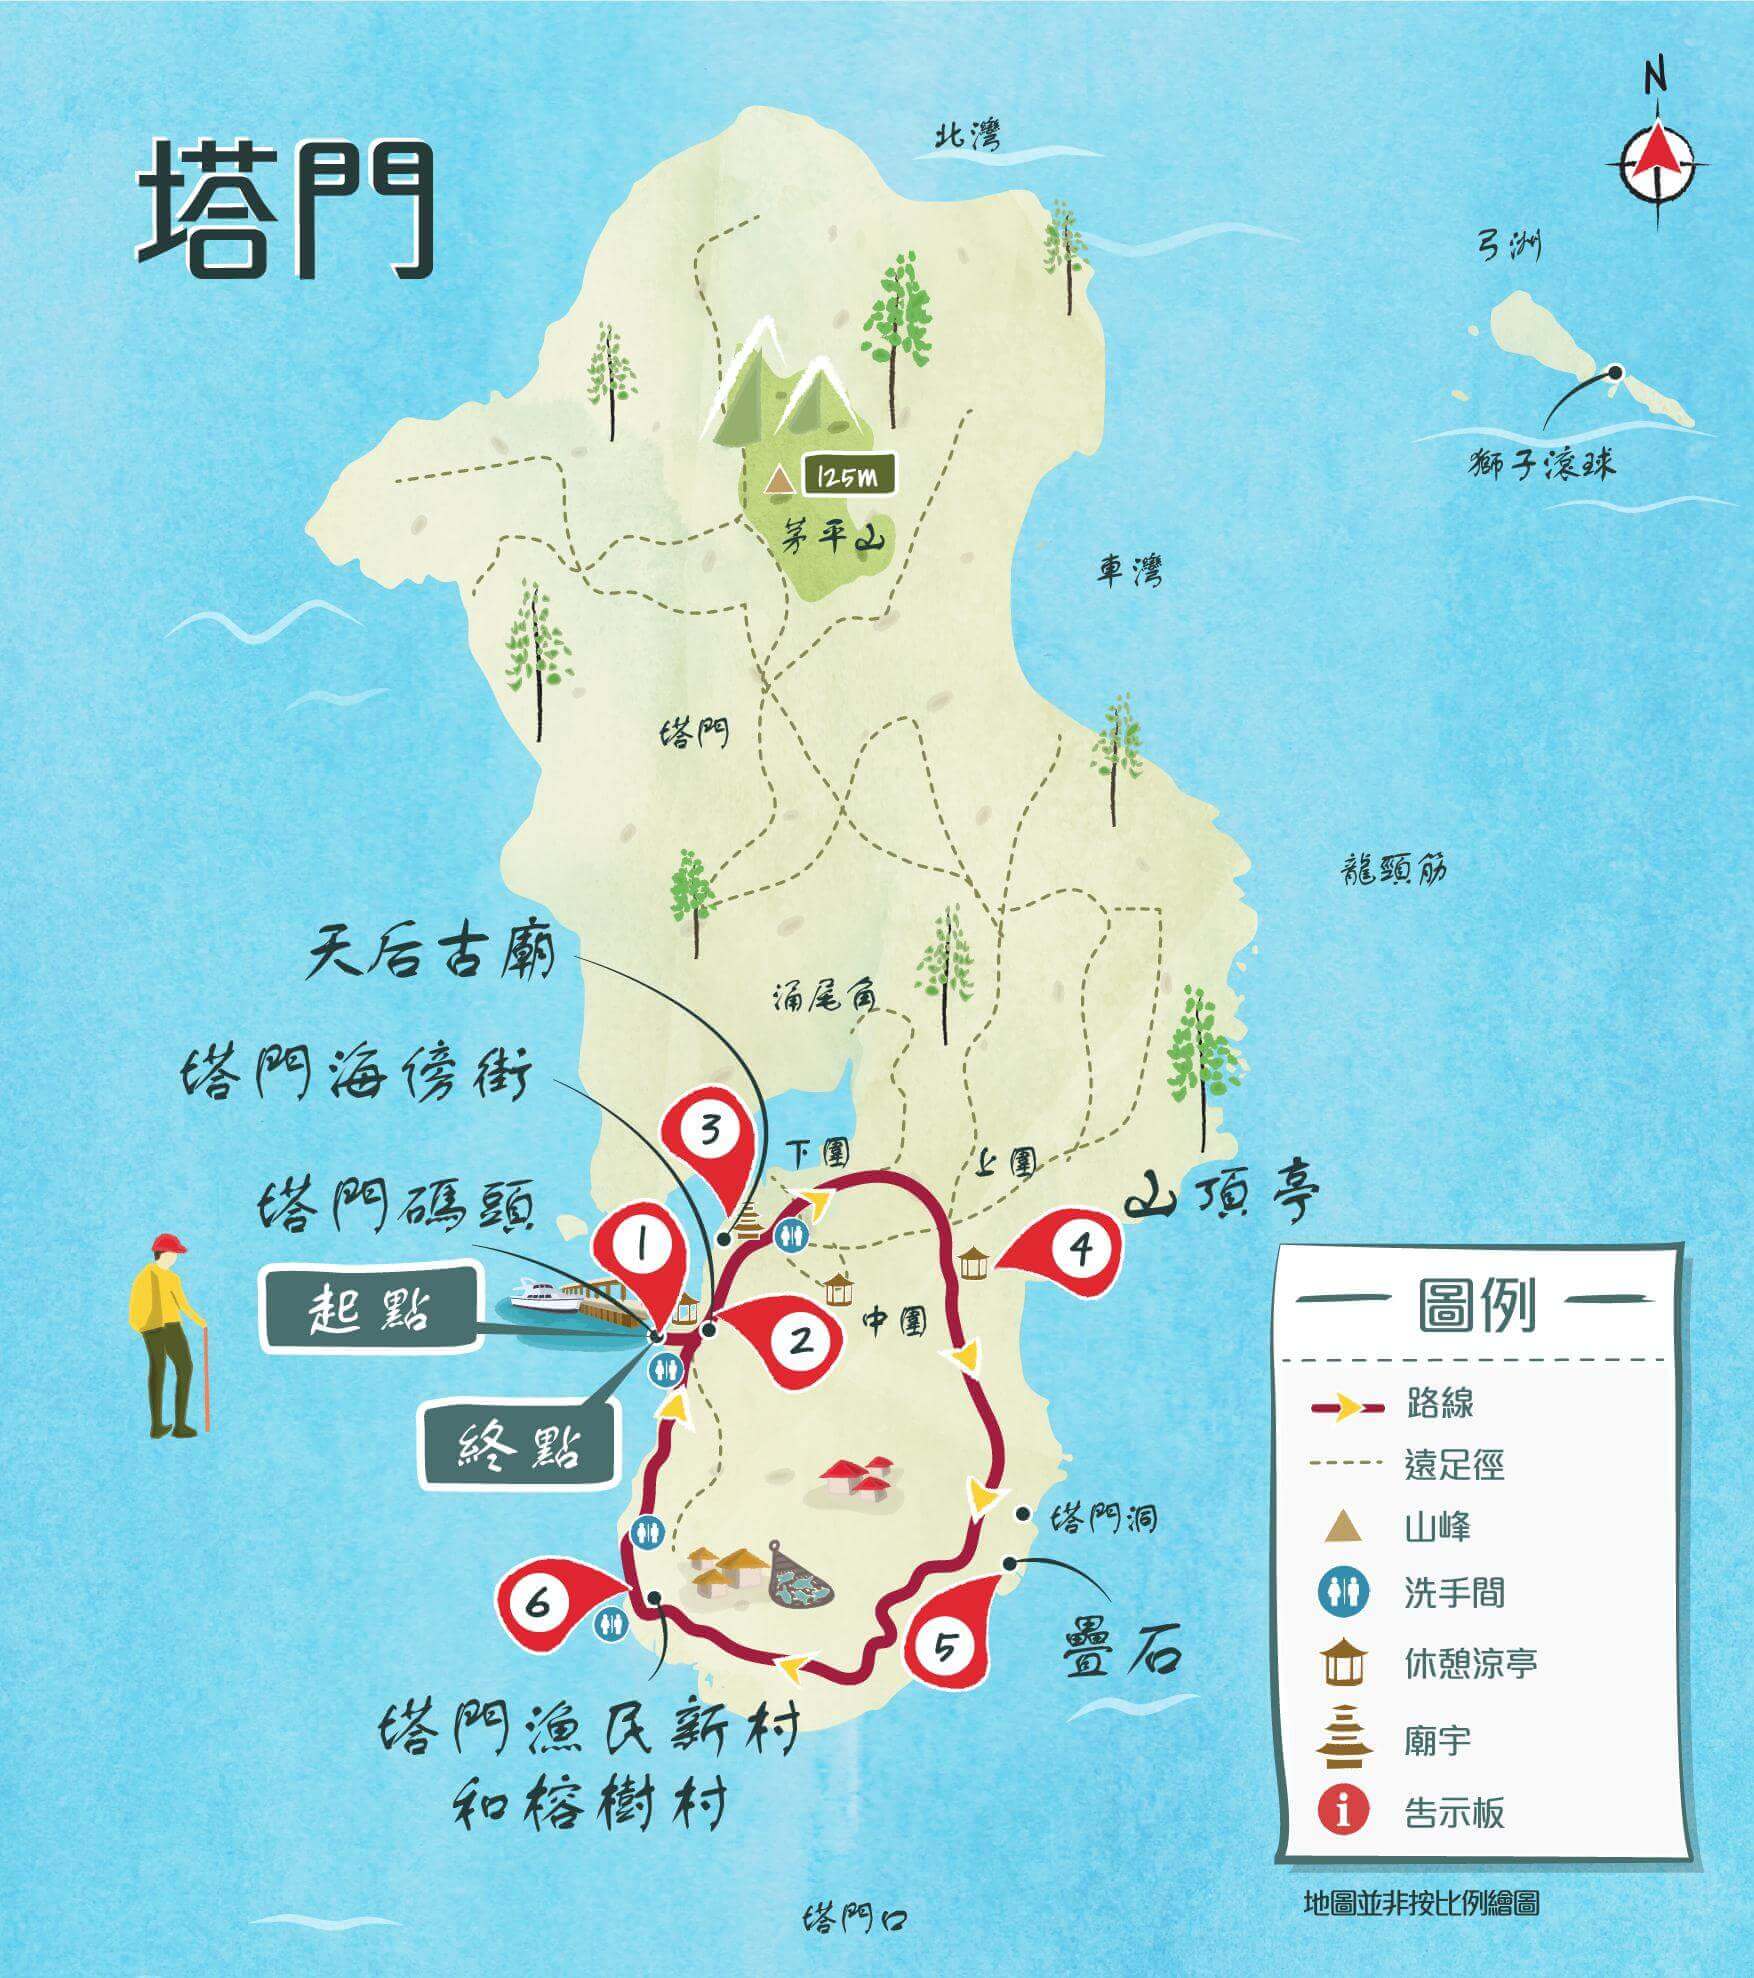 塔門
N
北灣
弓洲
獅子滾球
125m
茅平山
車灣
塔門
龍頸筋
天后古廟
涌尾角
塔門海傍街
3
下圍
上圍
塔門碼頭
山頂亭
1
4
起點
2
中圍
終點
塔門洞
6
5
疊石
塔門漁民新村
和榕樹村
塔門口
圖例
路線
遠足徑
山峰
洗手間
休憩涼亭
廟宇
i 告示板
地圖並非按比例繪圖